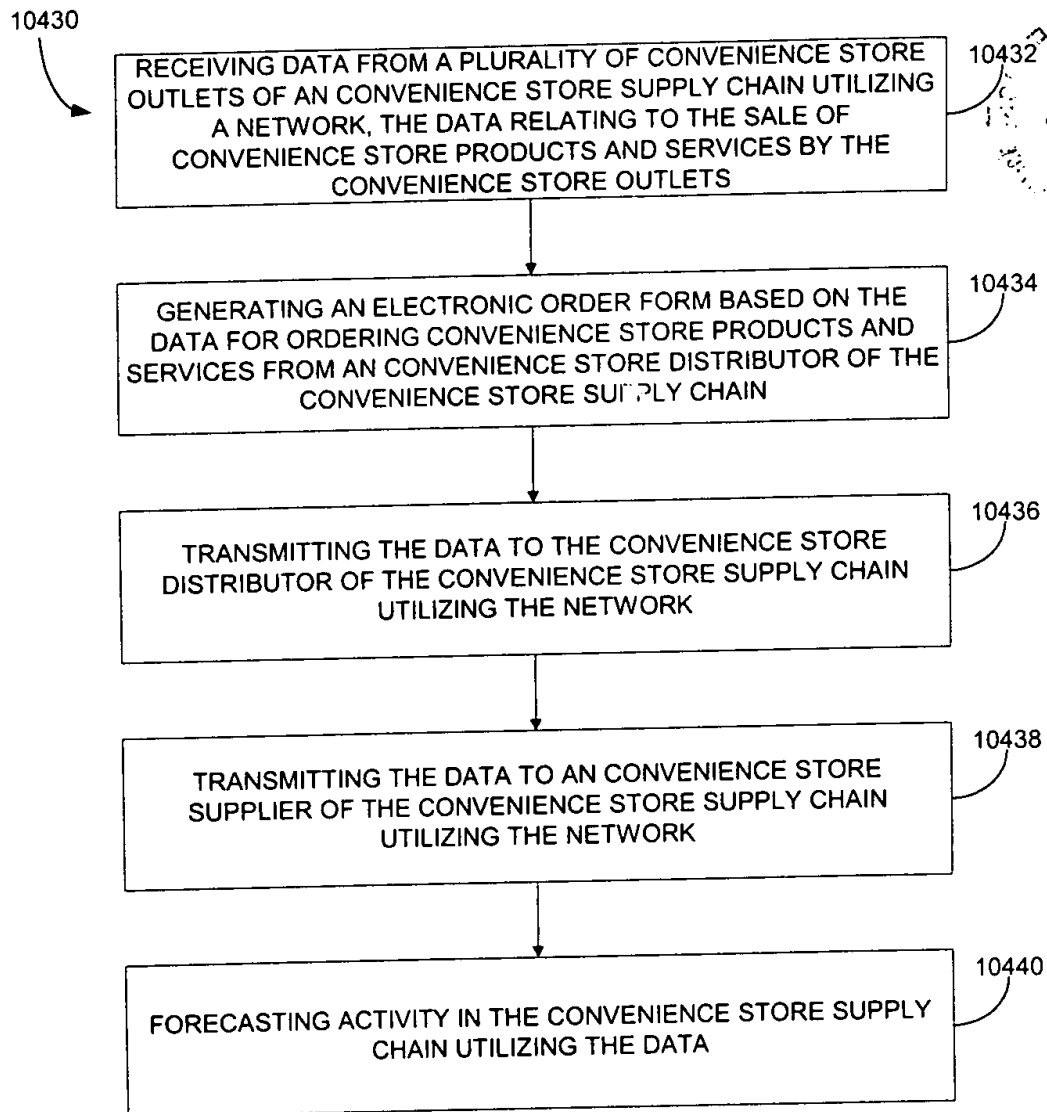 10430
RECEIVING DATA FROM A PLURALITY OF CONVENIENCE STORE
OUTLETS OF AN CONVENIENCE STORE SUPPLY CHAIN UTILIZING
A NETWORK, THE DATA RELATING TO THE SALE OF
CONVENIENCE STORE PRODUCTS AND SERVICES BY THE
CONVENIENCE STORE OUTLETS
10432
GENERATING AN ELECTRONIC ORDER FORM BASED ON THE
DATA FOR ORDERING CONVENIENCE STORE PRODUCTS AND
SERVICES FROM AN CONVENIENCE STORE DISTRIBUTOR OF THE
CONVENIENCE STORE SUPPLY CHAIN
10434
TRANSMITTING THE DATA TO THE CONVENIENCE STORE
DISTRIBUTOR OF THE CONVENIENCE STORE SUPPLY CHAIN
UTILIZING THE NETWORK
10436
TRANSMITTING THE DATA TO AN CONVENIENCE STORE
SUPPLIER OF THE CONVENIENCE STORE SUPPLY CHAIN
UTILIZING THE NETWORK
10438
FORECASTING ACTIVITY IN THE CONVENIENCE STORE SUPPLY
CHAIN UTILIZING THE DATA
10440